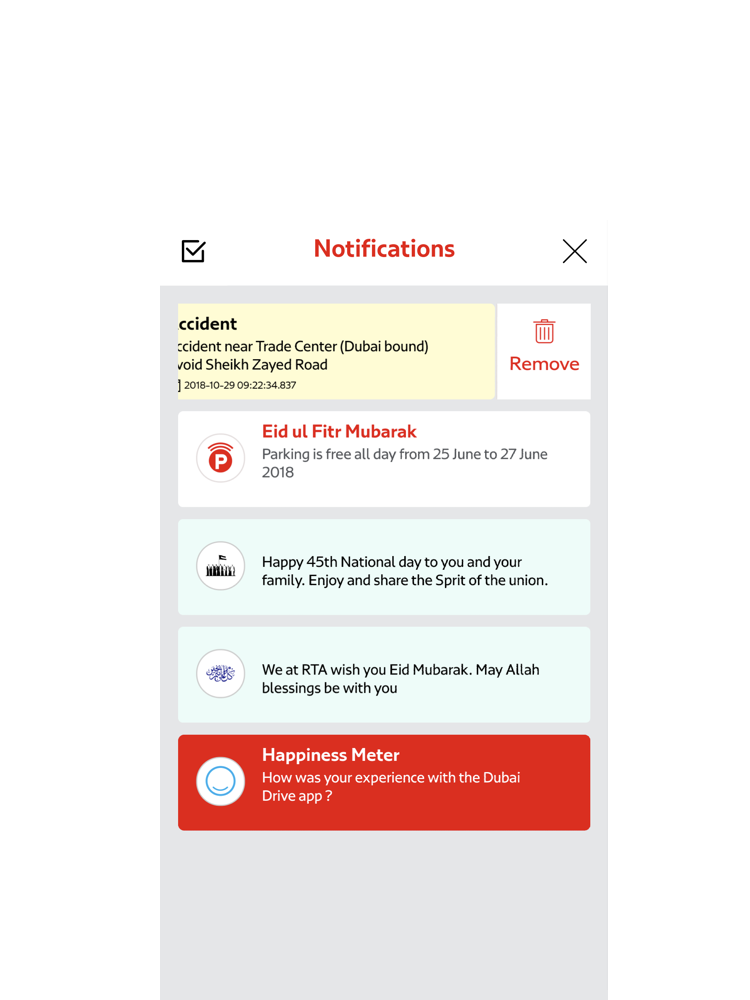 Notifications
ccident
ccident near Trade Center (Dubai bound)
void Sheikh Zayed Road
2018-10-29 09:22:34.837
Remove
P
Eid ul Fitr Mubarak
Parking is free all day from 25 June to 27 June
2018
Happy 45th National day to you and your
family. Enjoy and share the Sprit of the union.
We at RTA wish you Eid Mubarak. May Allah
blessings be with you
Happiness Meter
How was your experience with the Dubai
Drive app ?